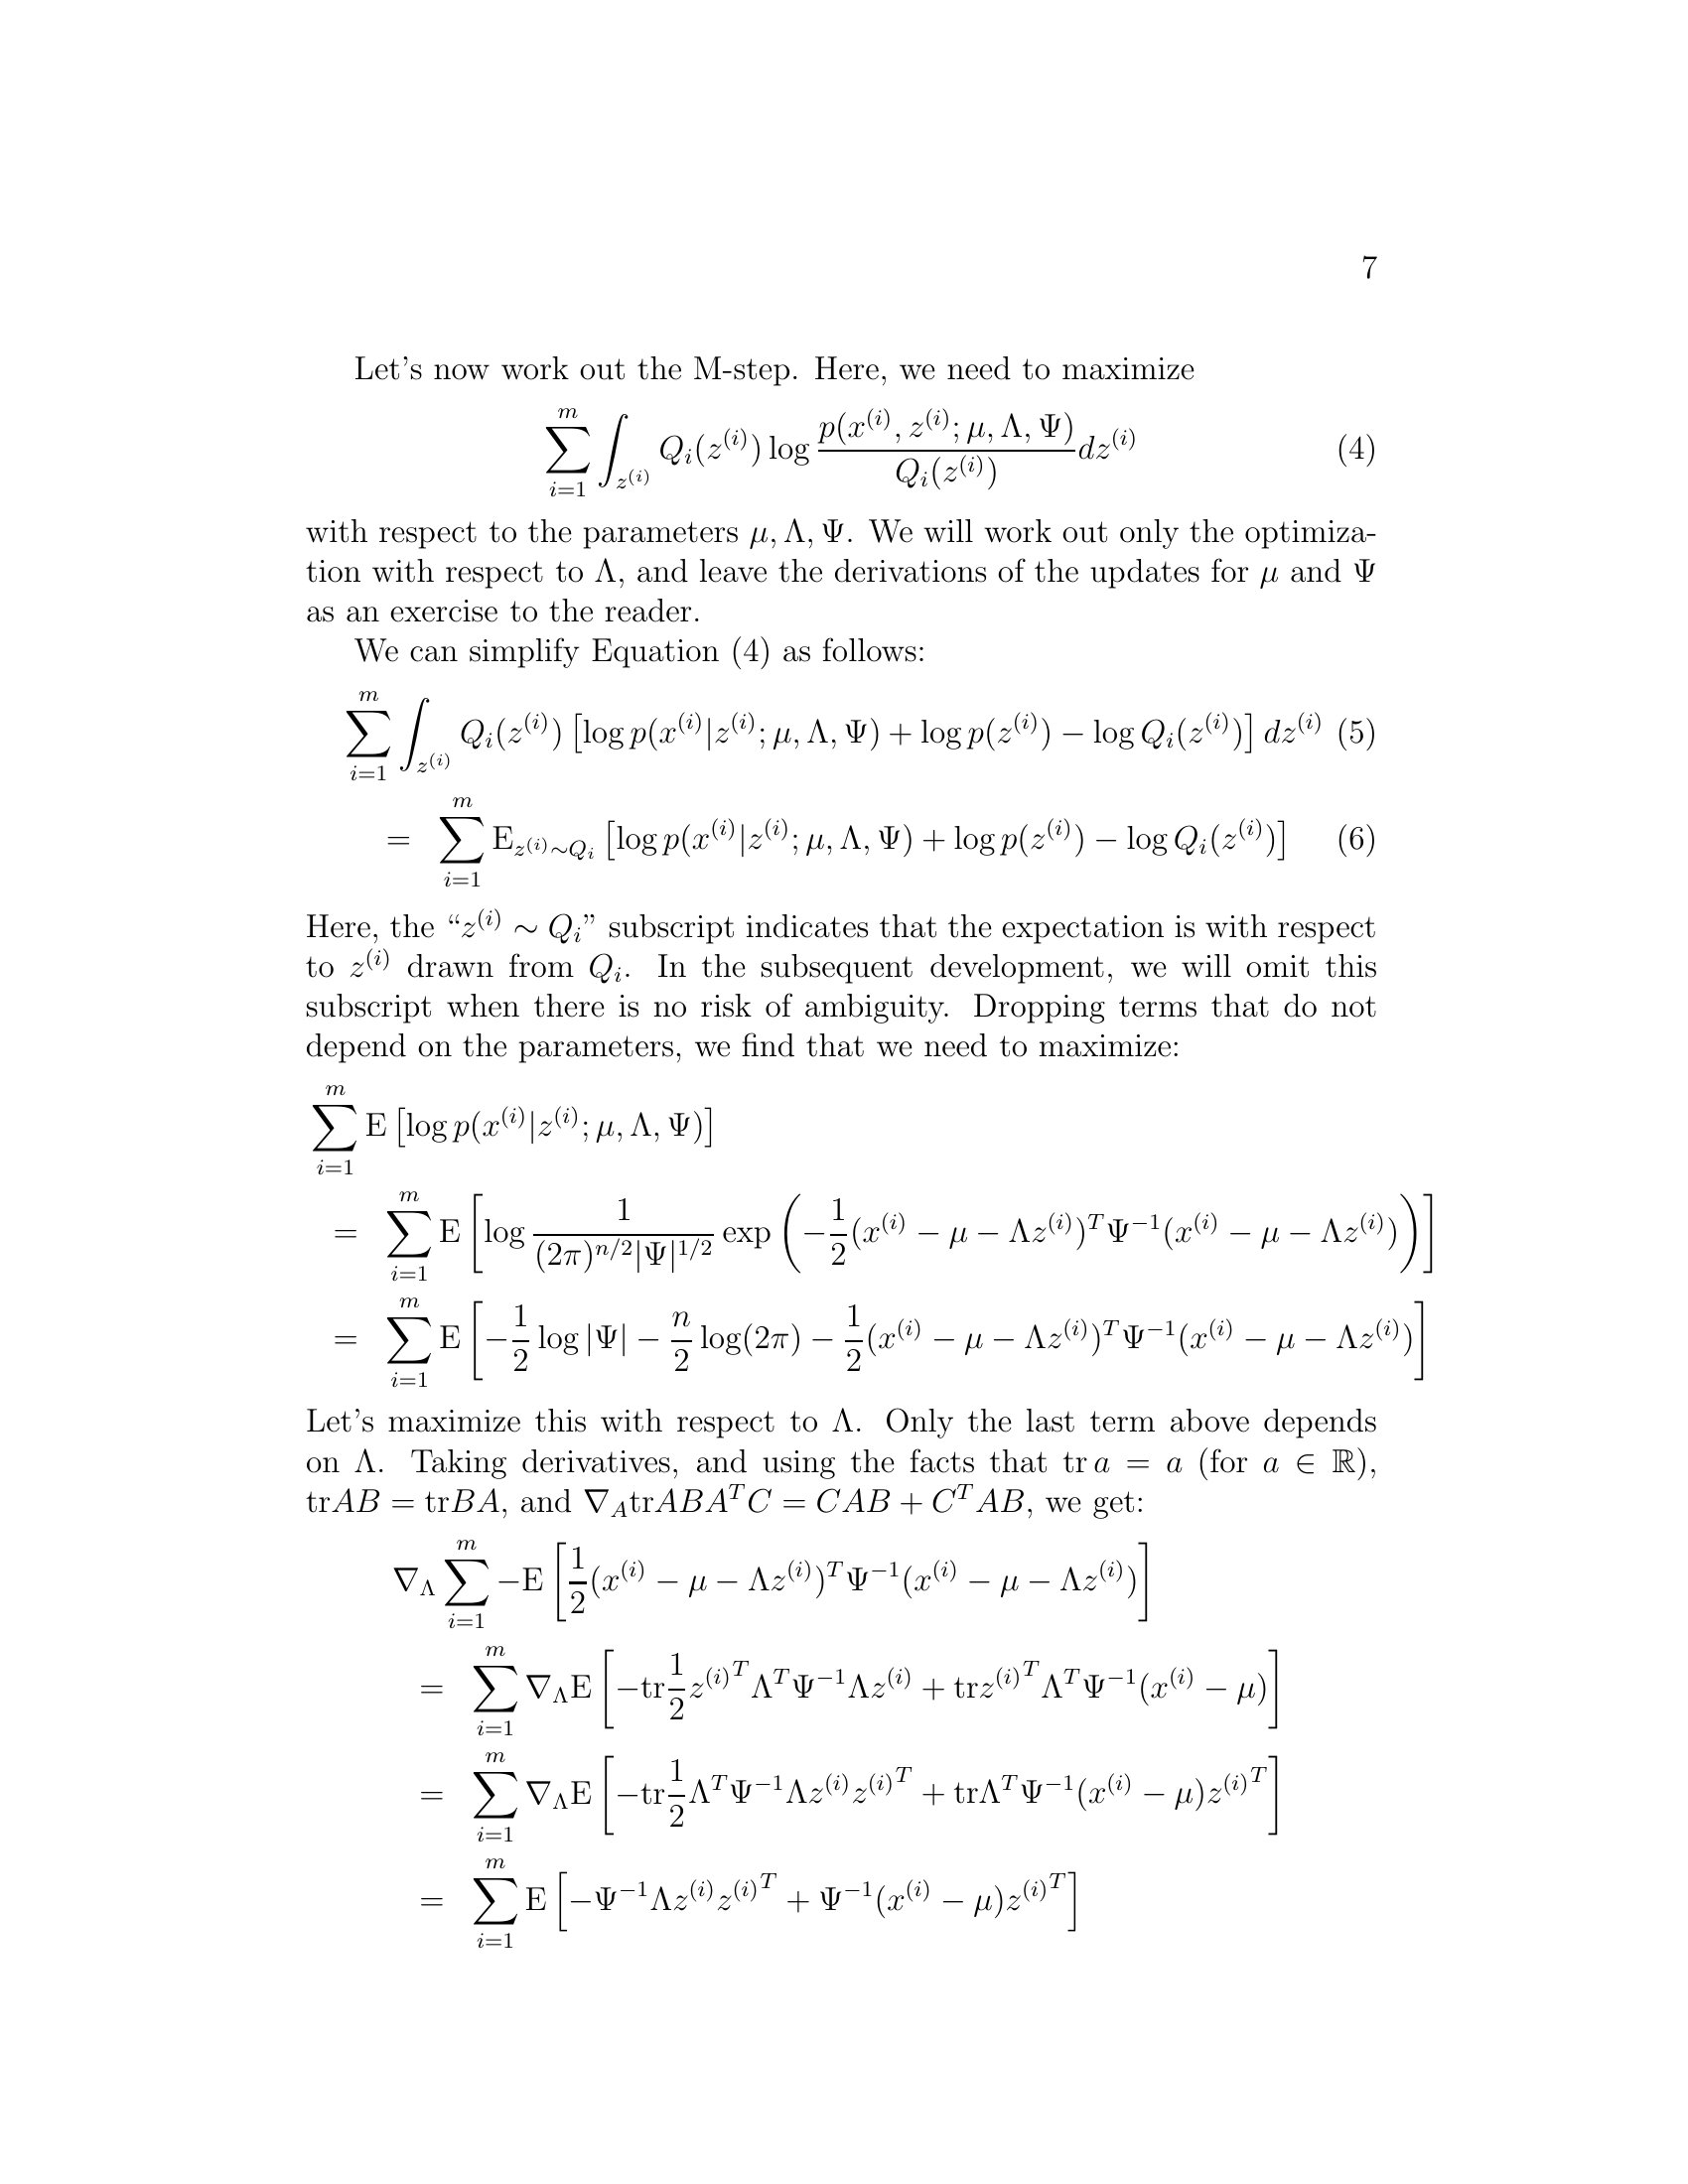 7
Let's now work out the M-step. Here, we need to maximize
$$\sum_{i=1}^{m} \int_{z^{(i)}} Q_i(z^{(i)}) \log \frac{p(x^{(i)}, z^{(i)}; \mu, \Lambda, \Psi)}{Q_i(z^{(i)})} dz^{(i)} \quad (4)$$
with respect to the parameters $\mu, \Lambda, \Psi$. We will work out only the optimiza-
tion with respect to $\Lambda$, and leave the derivations of the updates for $\mu$ and $\Psi$
as an exercise to the reader.
We can simplify Equation (4) as follows:
$$\sum_{i=1}^{m} \int_{z^{(i)}} Q_i(z^{(i)}) \left[\log p(x^{(i)}|z^{(i)}; \mu, \Lambda, \Psi) + \log p(z^{(i)}) - \log Q_i(z^{(i)})\right] dz^{(i)} \quad (5)$$
$$= \sum_{i=1}^{m} \mathrm{E}_{z^{(i)} \sim Q_i} \left[\log p(x^{(i)}|z^{(i)}; \mu, \Lambda, \Psi) + \log p(z^{(i)}) - \log Q_i(z^{(i)})\right] \quad (6)$$
Here, the “$z^{(i)} \sim Q_i$” subscript indicates that the expectation is with respect
to $z^{(i)}$ drawn from $Q_i$. In the subsequent development, we will omit this
subscript when there is no risk of ambiguity. Dropping terms that do not
depend on the parameters, we find that we need to maximize:
$$\sum_{i=1}^{m} \mathrm{E} \left[\log p(x^{(i)}|z^{(i)}; \mu, \Lambda, \Psi)\right]$$
$$= \sum_{i=1}^{m} \mathrm{E} \left[\log \frac{1}{(2\pi)^{n/2}|\Psi|^{1/2}} \exp \left(-\frac{1}{2}(x^{(i)} - \mu - \Lambda z^{(i)})^T \Psi^{-1} (x^{(i)} - \mu - \Lambda z^{(i)})\right)\right]$$
$$= \sum_{i=1}^{m} \mathrm{E} \left[-\frac{1}{2} \log |\Psi| - \frac{n}{2} \log(2\pi) - \frac{1}{2}(x^{(i)} - \mu - \Lambda z^{(i)})^T \Psi^{-1} (x^{(i)} - \mu - \Lambda z^{(i)})\right]$$
Let's maximize this with respect to $\Lambda$. Only the last term above depends
on $\Lambda$. Taking derivatives, and using the facts that $\mathrm{tr}\, a = a$ (for $a \in \mathbb{R}$),
$\mathrm{tr}AB = \mathrm{tr}BA$, and $\nabla_A \mathrm{tr}ABA^TC = CAB + C^TAB$, we get:
$$\nabla_\Lambda \sum_{i=1}^{m} -\mathrm{E} \left[\frac{1}{2}(x^{(i)} - \mu - \Lambda z^{(i)})^T \Psi^{-1} (x^{(i)} - \mu - \Lambda z^{(i)})\right]$$
$$= \sum_{i=1}^{m} \nabla_\Lambda \mathrm{E} \left[-\mathrm{tr}\frac{1}{2} {z^{(i)}}^T \Lambda^T \Psi^{-1} \Lambda z^{(i)} + \mathrm{tr} {z^{(i)}}^T \Lambda^T \Psi^{-1} (x^{(i)} - \mu)\right]$$
$$= \sum_{i=1}^{m} \nabla_\Lambda \mathrm{E} \left[-\mathrm{tr}\frac{1}{2} \Lambda^T \Psi^{-1} \Lambda z^{(i)} {z^{(i)}}^T + \mathrm{tr} \Lambda^T \Psi^{-1} (x^{(i)} - \mu) {z^{(i)}}^T\right]$$
$$= \sum_{i=1}^{m} \mathrm{E} \left[-\Psi^{-1} \Lambda z^{(i)} {z^{(i)}}^T + \Psi^{-1} (x^{(i)} - \mu) {z^{(i)}}^T\right]$$